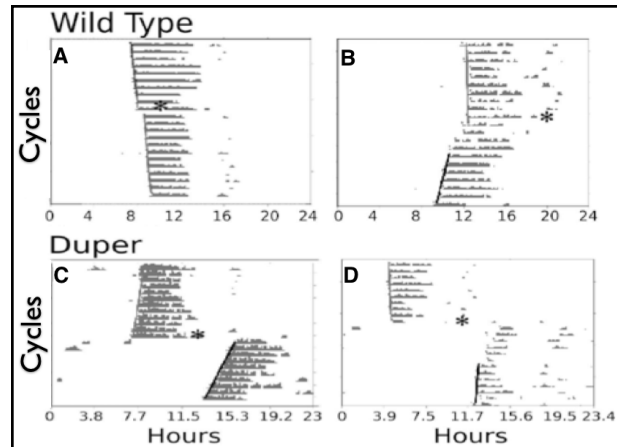 Wild Type
A
*
B
*
Cycles
0 4 8 12 16 20 24
0 4 8 12 16 20 24
Duper
C
*
D
*
Cycles
0 3.8 7.7 11.5 15.3 19.2 23
0 3.9 7.5 11.7 15.6 19.5 23.4
Hours
Hours